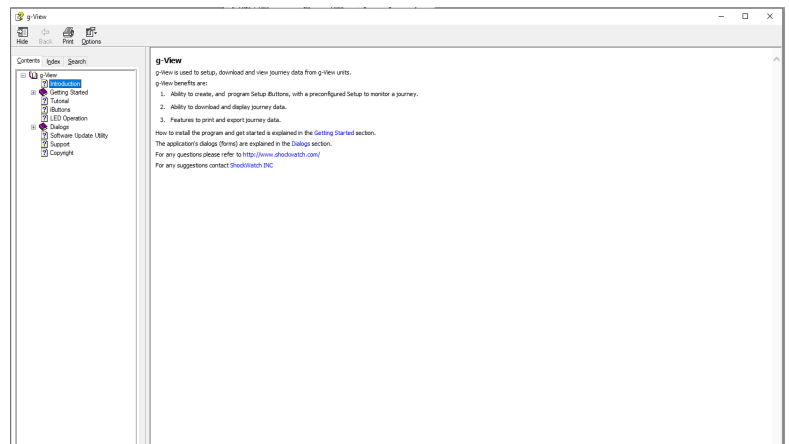 g-View
Hide Back Print Options
Contents Index Search
g-View
Introduction
Getting Started
Tutorial
iButtons
LED Operation
Dialogs
Software Update Utility
Support
Copyright
g-View
g-View is used to setup, download and view journey data from g-View units.
g-View benefits are:
1. Ability to create, and program Setup iButtons, with a preconfigured Setup to monitor a journey.
2. Ability to download and display journey data.
3. Features to print and export journey data.
How to install the program and get started is explained in the Getting Started section.
The application's dialogs (forms) are explained in the Dialogs section.
For any questions please refer to http://www.shockwatch.com/
For any suggestions contact ShockWatch INC